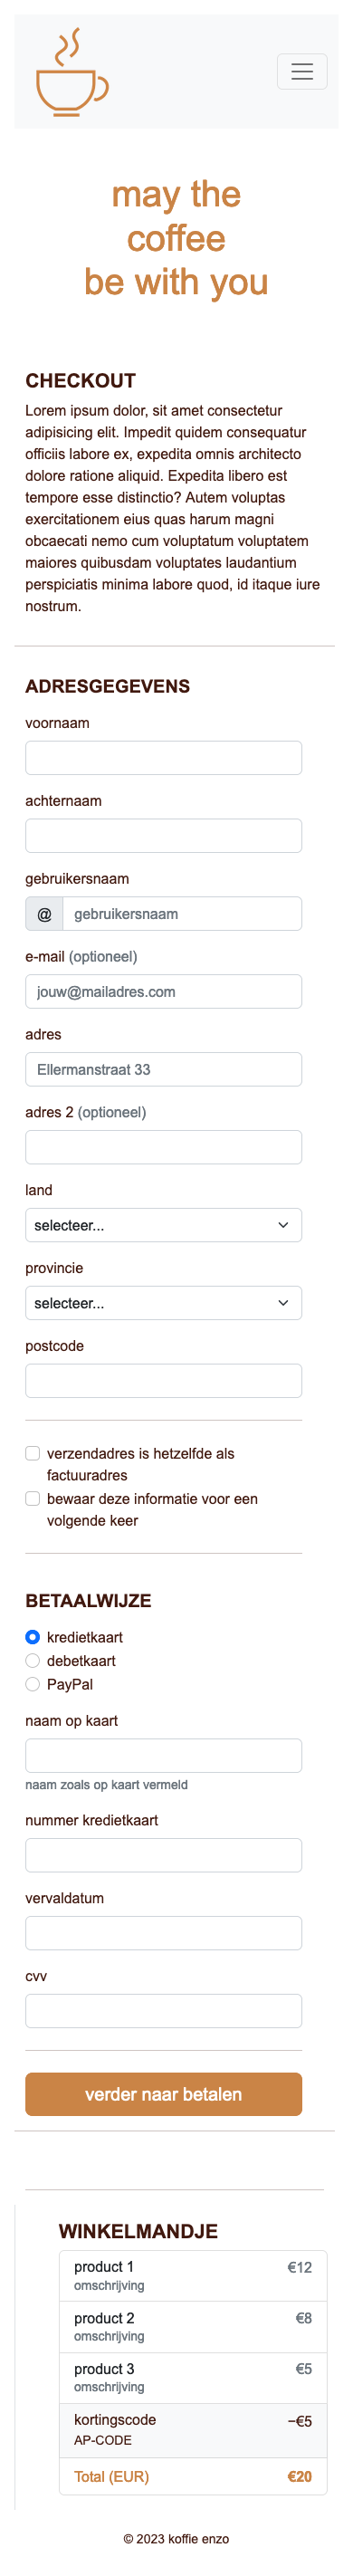 may the
coffee
be with you
CHECKOUT
Lorem ipsum dolor, sit amet consectetur
adipisicing elit. Impedit quidem consequatur
officiis labore ex, expedita omnis architecto
dolore ratione aliquid. Expedita libero est
tempore esse distinctio? Autem voluptas
exercitationem eius quas harum magni
obcaecati nemo cum voluptatum voluptatem
maiores quibusdam voluptates laudantium
perspiciatis minima labore quod, id itaque iure
nostrum.
ADRESGEGEVENS
voornaam
achternaam
gebruikersnaam
@ gebruikersnaam
e-mail (optioneel)
jouw@mailadres.com
adres
Ellermanstraat 33
adres 2 (optioneel)
land
selecteer...
provincie
selecteer...
postcode
verzendadres is hetzelfde als
factuuradres
bewaar deze informatie voor een
volgende keer
BETAALWIJZE
kredietkaart
debetkaart
PayPal
naam op kaart
naam zoals op kaart vermeld
nummer kredietkaart
vervaldatum
cvv
verder naar betalen
WINKELMANDJE
product 1 €12
omschrijving
product 2 €8
omschrijving
product 3 €5
omschrijving
kortingscode −€5
AP-CODE
Total (EUR) €20
© 2023 koffie enzo